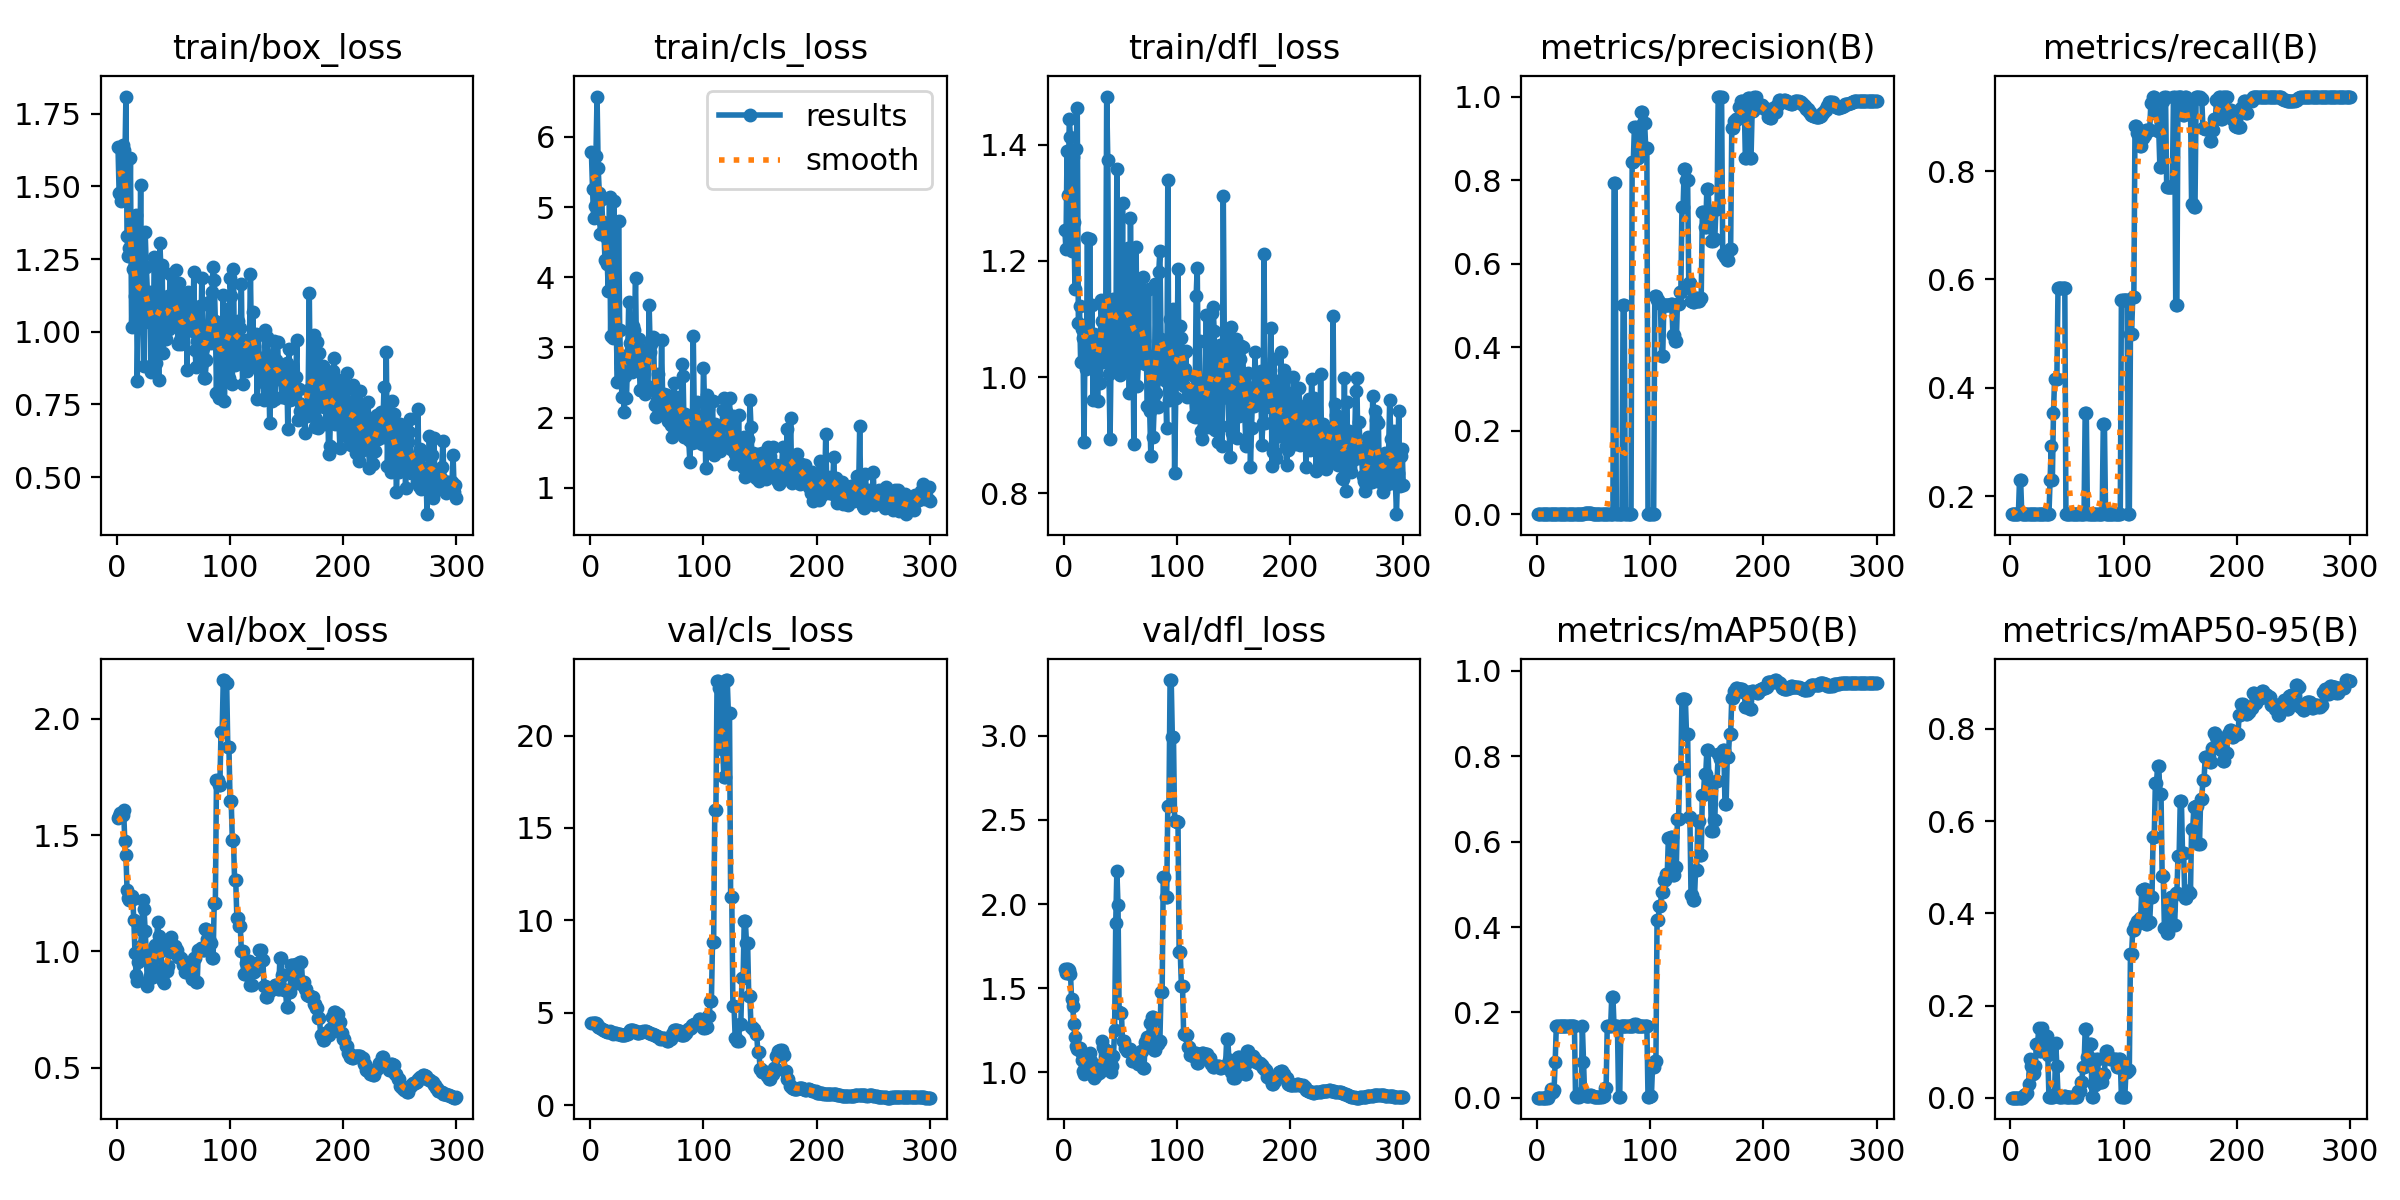 train/box_loss
1.75
1.50
1.25
1.00
0.75
0.50
0 100 200 300
train/cls_loss
results
smooth
6
5
4
3
2
1
0 100 200 300
train/dfl_loss
1.4
1.2
1.0
0.8
0 100 200 300
metrics/precision(B)
1.0
0.8
0.6
0.4
0.2
0.0
0 100 200 300
metrics/recall(B)
0.8
0.6
0.4
0.2
0 100 200 300
val/box_loss
2.0
1.5
1.0
0.5
0 100 200 300
val/cls_loss
20
15
10
5
0
0 100 200 300
val/dfl_loss
3.0
2.5
2.0
1.5
1.0
0 100 200 300
metrics/mAP50(B)
1.0
0.8
0.6
0.4
0.2
0.0
0 100 200 300
metrics/mAP50-95(B)
0.8
0.6
0.4
0.2
0.0
0 100 200 300